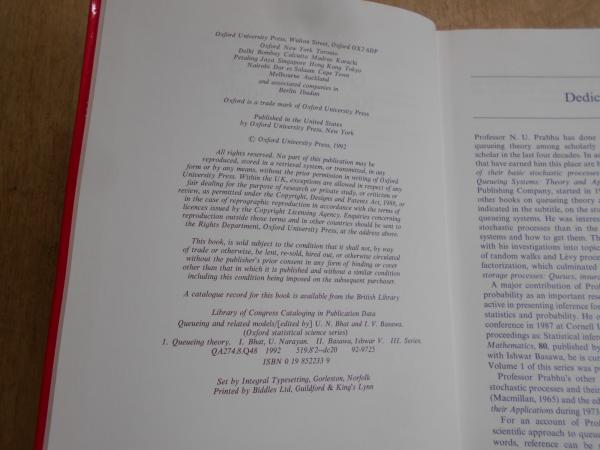 Oxford University Press, Walton Street, Oxford OX2 6DP
Oxford New York Toronto
Delhi Bombay Calcutta Madras Karachi
Petaling Jaya Singapore Hong Kong Tokyo
Nairobi Dar es Salaam Cape Town
Melbourne Auckland
and associated companies in
Berlin Ibadan
Oxford is a trade mark of Oxford University Press
Published in the United States
by Oxford University Press, New York
© Oxford University Press, 1992
All rights reserved. No part of this publication may be
reproduced, stored in a retrieval system, or transmitted, in any
form or by any means, without the prior permission in writing of Oxford
University Press. Within the UK, exceptions are allowed in respect of any
fair dealing for the purpose of research or private study, or criticism or
review, as permitted under the Copyright, Designs and Patents Act, 1988, or
in the case of reprographic reproduction in accordance with the terms of
licences issued by the Copyright Licensing Agency. Enquiries concerning
reproduction outside those terms and in other countries should be sent to
the Rights Department, Oxford University Press, at the address above.
This book is sold subject to the condition that it shall not, by way
of trade or otherwise, be lent, re-sold, hired out, or otherwise circulated
without the publisher's prior consent in any form of binding or cover
other than that in which it is published and without a similar condition
including this condition being imposed on the subsequent purchaser.
A catalogue record for this book is available from the British Library
Library of Congress Cataloging in Publication Data
Queueing and related models/[edited by] U. N. Bhat and I. V. Basawa.
(Oxford statistical science series)
1. Queueing theory. I. Bhat, U. Narayan. II. Basawa, Ishwar V. III. Series.
QA274.8.Q48 1992 519.8'2—dc20 92-9725
ISBN 0 19 852233 9
Set by Integral Typesetting, Gorleston, Norfolk
Printed by Biddles Ltd, Guildford & King's Lynn
Dedic
Professor N. U. Prabhu has done
queueing theory among scholarly
scholar in the last four decades. In a
that have earned him this place are h
of their basic stochastic processes
Queueing Systems: Theory and Ap
Publishing Company, started in 19
other books on queueing theory a
indicated in the subtitle, on the sto
queueing systems. He was interes
stochastic processes than in the
systems and how to get them. Th
with his investigations into topic
of random walks and Lévy proce
factorization, which culminated
storage processes: Queues, insura
A major contribution of Prof
probability as an important rese
active in presenting inference for
statistics and probability. He o
conference in 1987 at Cornell U
proceedings as: Statistical inferen
Mathematics, 80, published by
with Ishwar Basawa, he is curr
Volume 1 of this series was p
Professor Prabhu's other
stochastic processes and their
(Macmillan, 1965) and the ed
their Applications during 1973
For an account of Prof
scientific approach to queu
words, reference can be